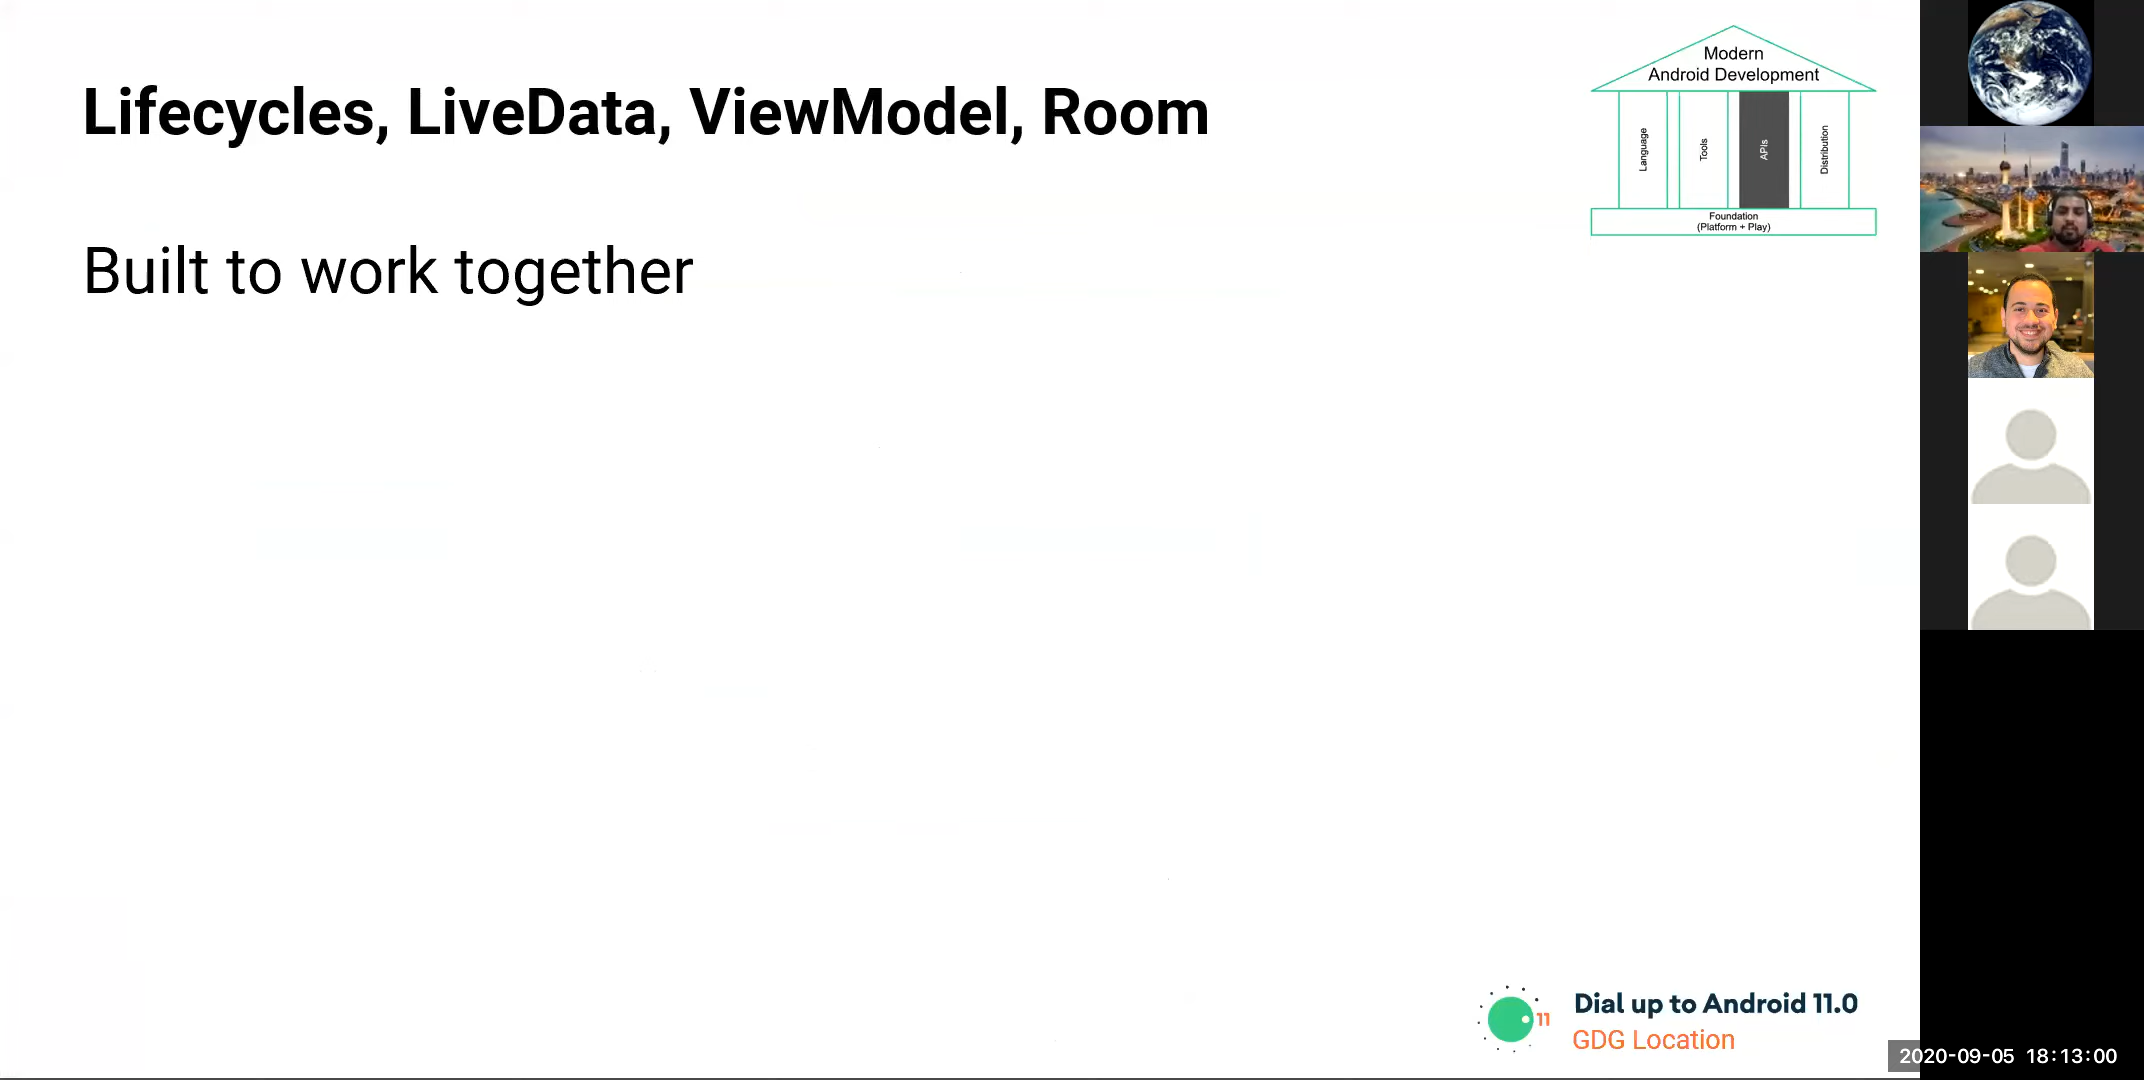 Lifecycles, LiveData, ViewModel, Room
Built to work together
Modern
Android Development
Language
Tools
APIs
Distribution
Foundation
(Platform + Play)
11
Dial up to Android 11.0
GDG Location
2020-09-05 18:13:00